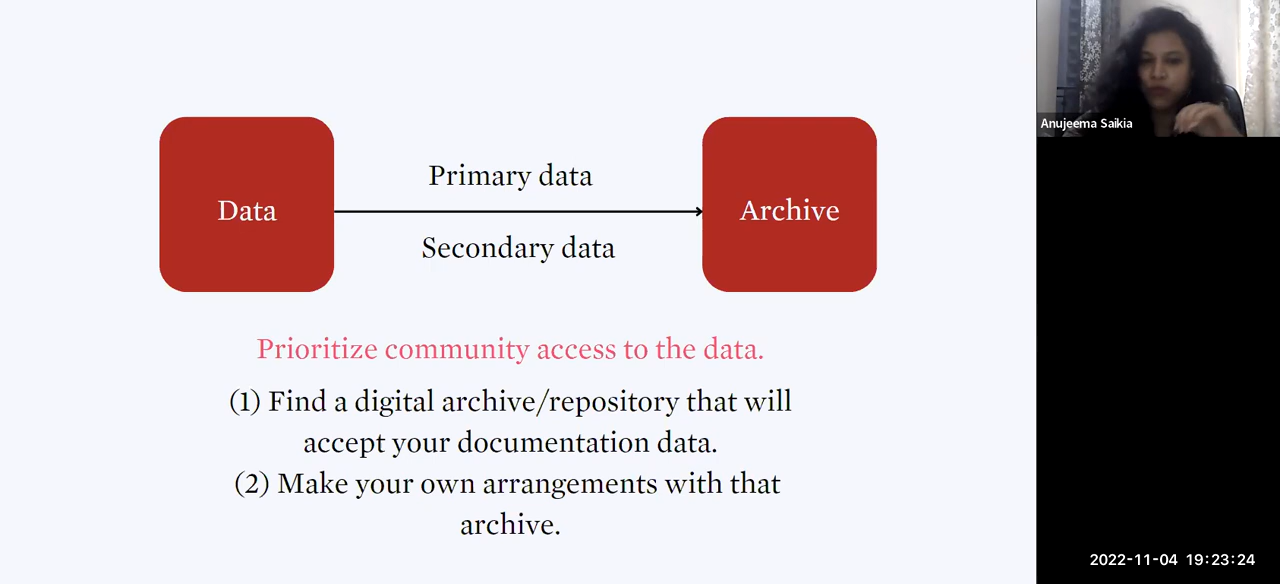 Data
Primary data
Secondary data
Archive
Prioritize community access to the data.
(1) Find a digital archive/repository that will
accept your documentation data.
(2) Make your own arrangements with that
archive.
Anujeema Saikia
2022-11-04 19:23:24